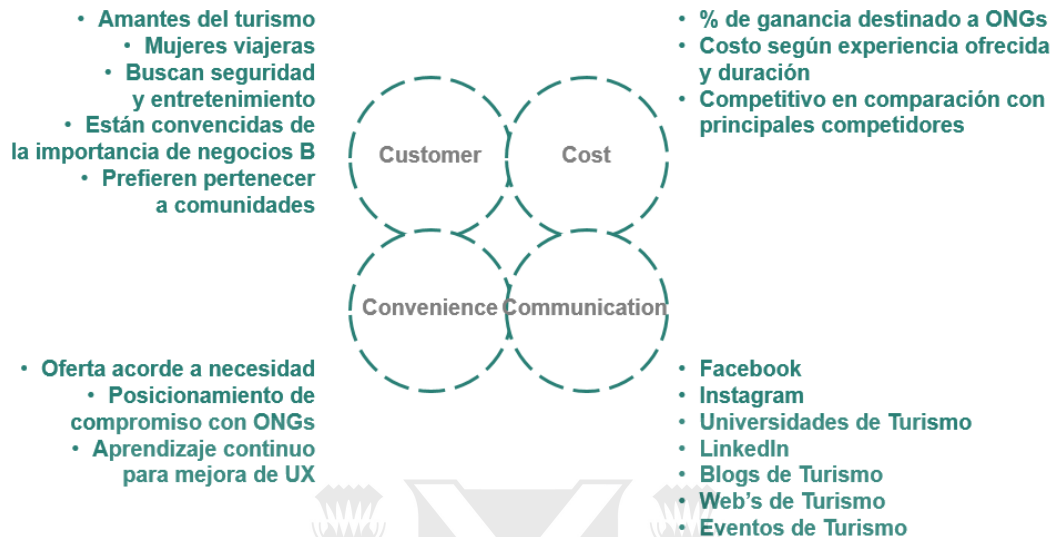 • Amantes del turismo
• Mujeres viajeras
• Buscan seguridad
y entretenimiento
• Están convencidas de
la importancia de negocios B
• Prefieren pertenecer
a comunidades
• % de ganancia destinado a ONGs
• Costo según experiencia ofrecida
y duración
• Competitivo en comparación con
principales competidores
Customer
Cost
Convenience
Communication
• Oferta acorde a necesidad
• Posicionamiento de
compromiso con ONGs
• Aprendizaje continuo
para mejora de UX
• Facebook
• Instagram
• Universidades de Turismo
• LinkedIn
• Blogs de Turismo
• Web's de Turismo
• Eventos de Turismo